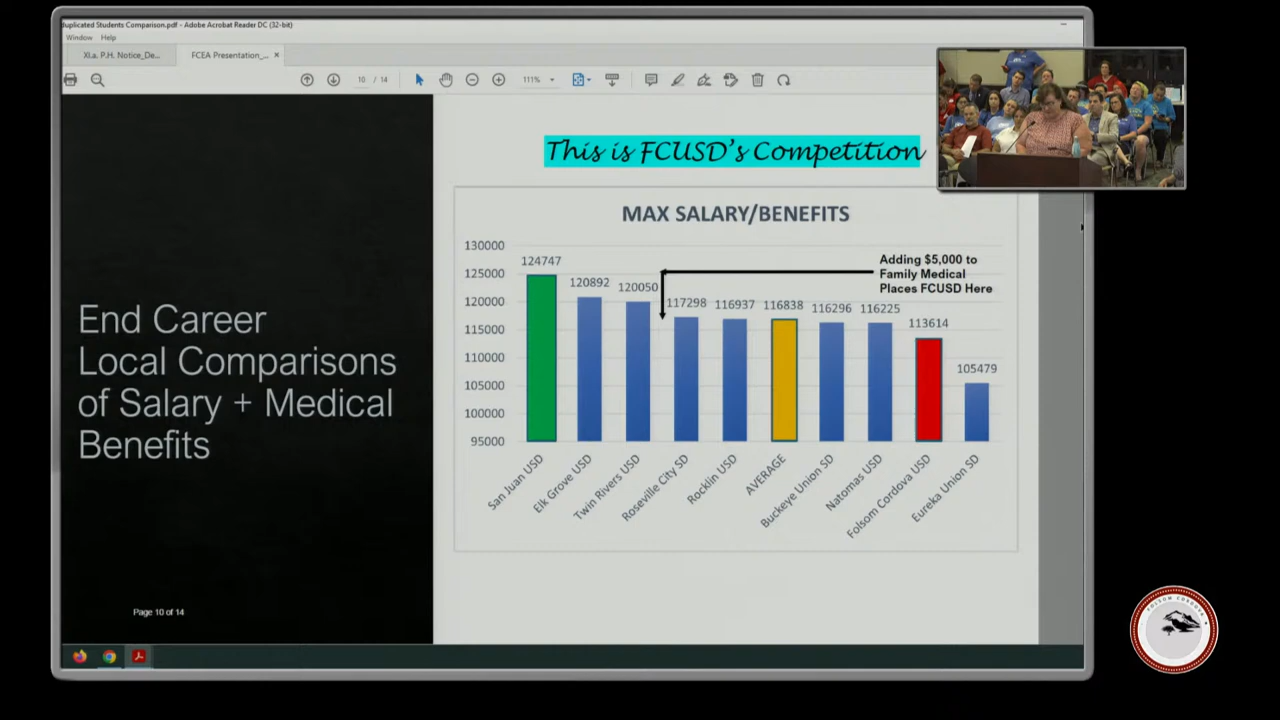 duplicated Students Comparison.pdf - Adobe Acrobat Reader DC (32-bit)
Window Help
XI.a. P.H. Notice_De...
FCEA Presentation_...
10 / 14
111%
This is FCUSD's Competition
MAX SALARY/BENEFITS
130000
125000
120000
115000
110000
105000
100000
95000
124747
120892
120050
117298
116937
116838
116296
116225
113614
105479
Adding $5,000 to
Family Medical
Places FCUSD Here
San Juan USD
Elk Grove USD
Twin Rivers USD
Roseville City SD
Rocklin USD
AVERAGE
Buckeye Union SD
Natomas USD
Folsom Cordova USD
Eureka Union SD
End Career
Local Comparisons
of Salary + Medical
Benefits
Page 10 of 14
FOLSOM CORDOVA